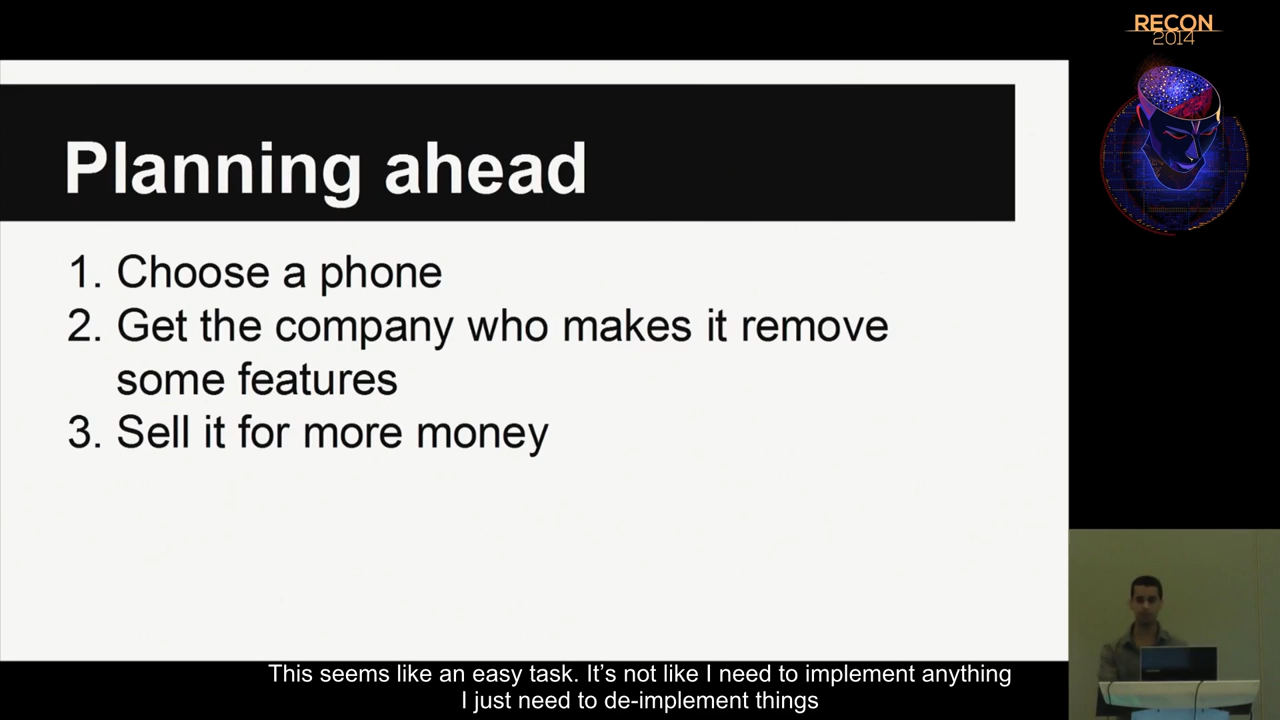 RECON
2014
Planning ahead
1. Choose a phone
2. Get the company who makes it remove
some features
3. Sell it for more money
This seems like an easy task. It's not like I need to implement anything
I just need to de-implement things